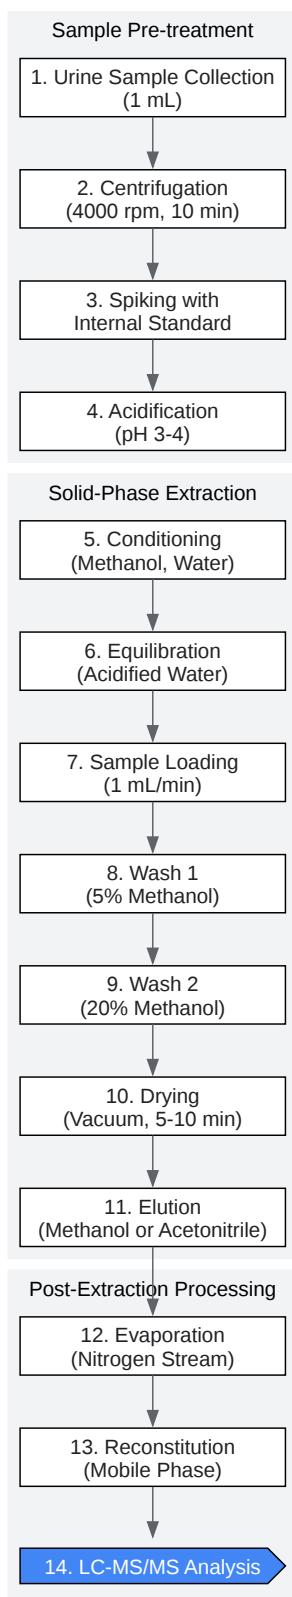 Sample Pre-treatment
1. Urine Sample Collection
(1 mL)
2. Centrifugation
(4000 rpm, 10 min)
3. Spiking with
Internal Standard
4. Acidification
(pH 3-4)
Solid-Phase Extraction
5. Conditioning
(Methanol, Water)
6. Equilibration
(Acidified Water)
7. Sample Loading
(1 mL/min)
8. Wash 1
(5% Methanol)
9. Wash 2
(20% Methanol)
10. Drying
(Vacuum, 5-10 min)
11. Elution
(Methanol or Acetonitrile)
Post-Extraction Processing
12. Evaporation
(Nitrogen Stream)
13. Reconstitution
(Mobile Phase)
14. LC-MS/MS Analysis